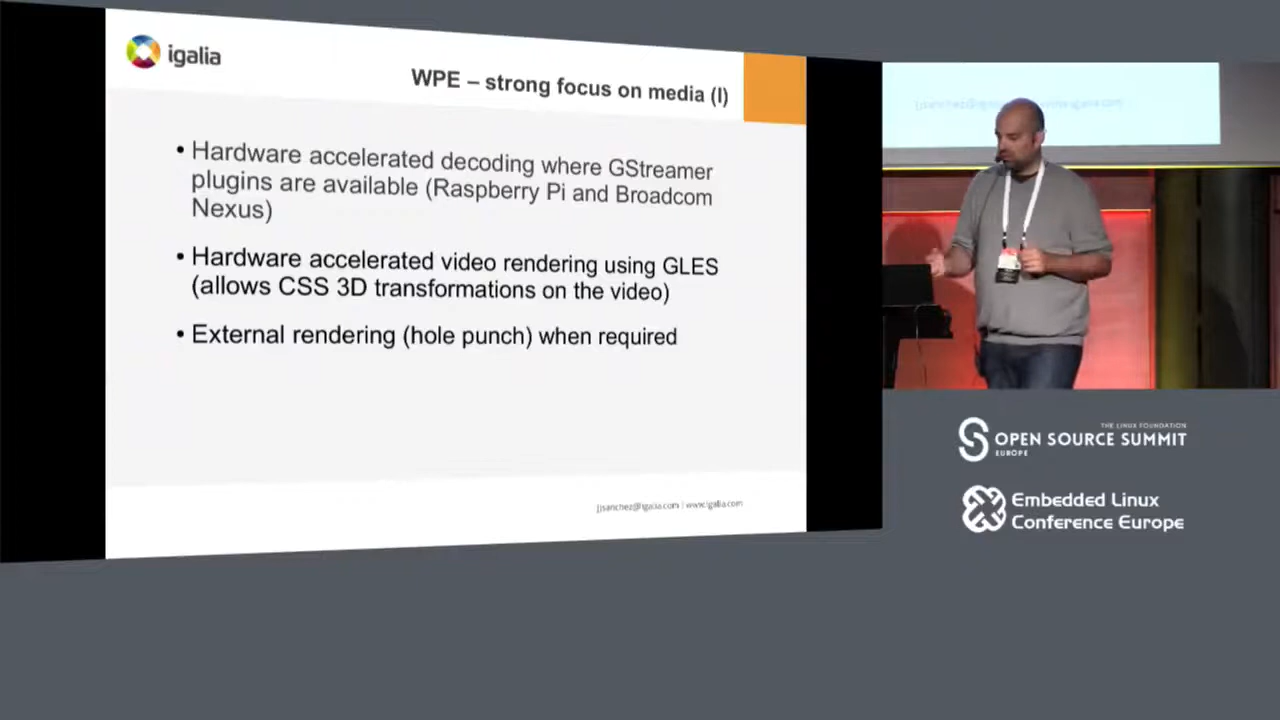 igalia
WPE – strong focus on media (I)
• Hardware accelerated decoding where GStreamer
plugins are available (Raspberry Pi and Broadcom
Nexus)
• Hardware accelerated video rendering using GLES
(allows CSS 3D transformations on the video)
• External rendering (hole punch) when required
jjsanchez@igalia.com | www.igalia.com
THE LINUX FOUNDATION
OPEN SOURCE SUMMIT
EUROPE
Embedded Linux
Conference Europe